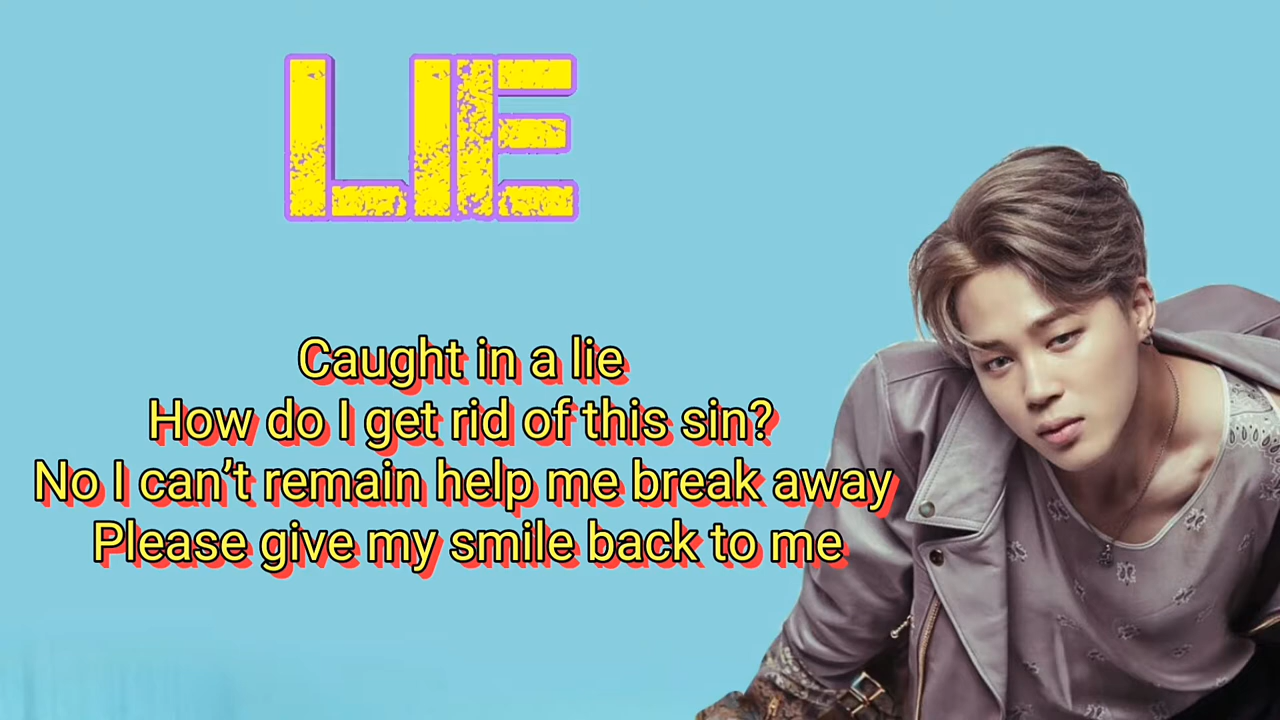 LIE
Caught in a lie
How do I get rid of this sin?
No I can’t remain help me break away
Please give my smile back to me